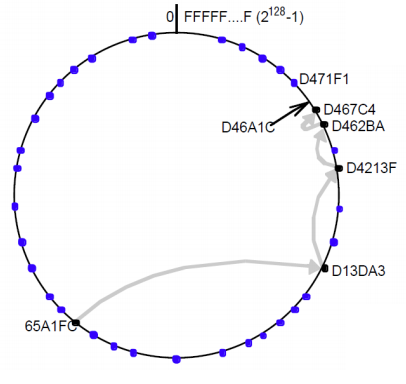 0 FFFFF....F (2^128-1)
D471F1
D467C4
D46A1C D462BA
D4213F
D13DA3
65A1FC